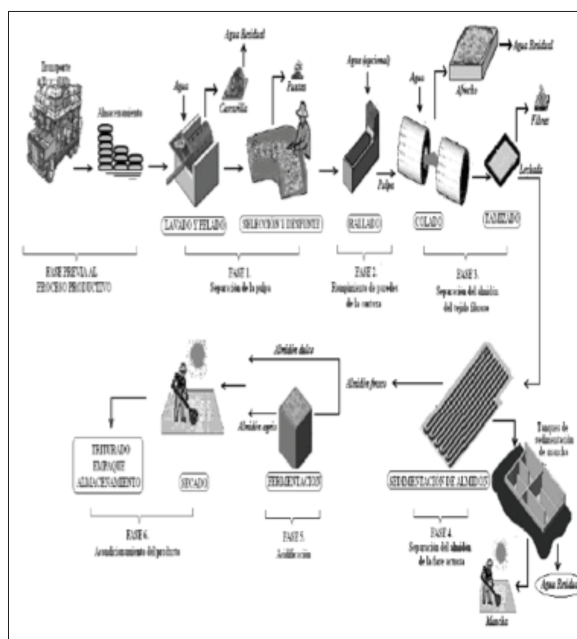 Transporte
Almacenamiento
Agua
Agua Residual
Cascarilla
Puntas
Agua (opcional)
Pulpa
Agua
Afrecho
Agua Residual
Fibras
Lechada
LAVADO Y PELADO
SELECCIÓN Y DESPUNTE
RALLADO
COLADO
TAMIZADO
FASE PREVIA AL
PROCESO PRODUCTIVO
FASE 1.
Separación de la pulpa
FASE 2.
Rompimiento de paredes
de la corteza
FASE 3.
Separación del almidón
del tejido fibroso
Almidón dulce
Almidón agrio
Almidón fresco
Tanques de
sedimentación
de mancha
TRITURADO
EMPAQUE
ALMACENAMIENTO
SECADO
FERMENTACION
SEDIMENTACION DE ALMIDON
FASE 6.
Acondicionamiento del producto
FASE 5.
Acidificación
FASE 4.
Separación del almidón
de la fase acuosa
Mancha
Agua Residual